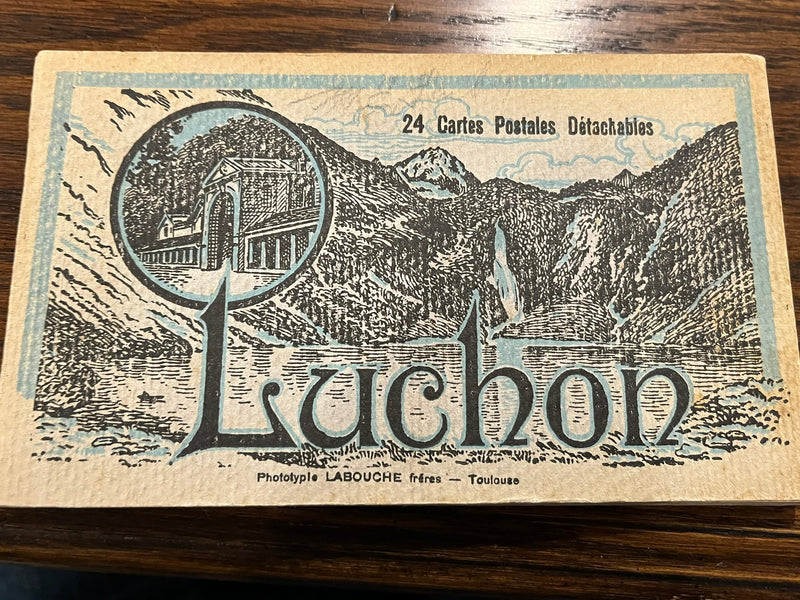 24 Cartes Postales Détachables
Luchon
Phototypie LABOUCHE frères — Toulouse